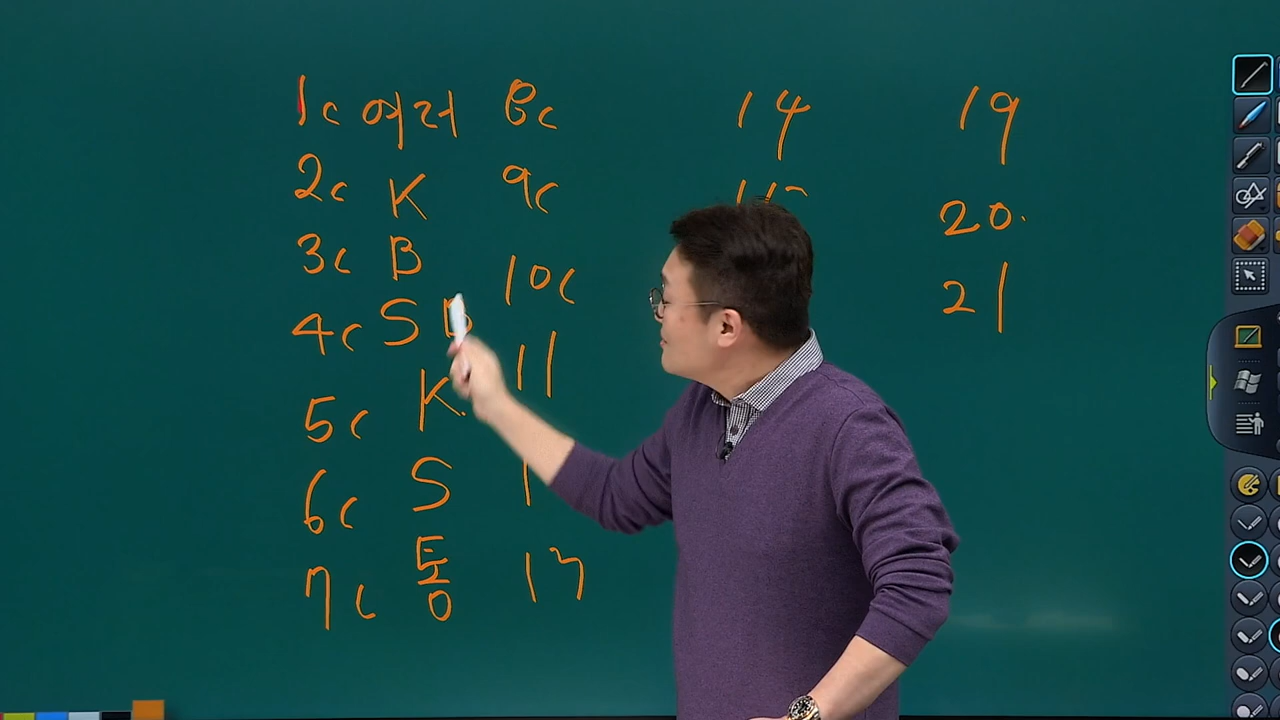 1c 여러 8c 14 19
2c K 9c 20.
3c B 10c 21
4c S
5c K 11
6c S
7c 통 13